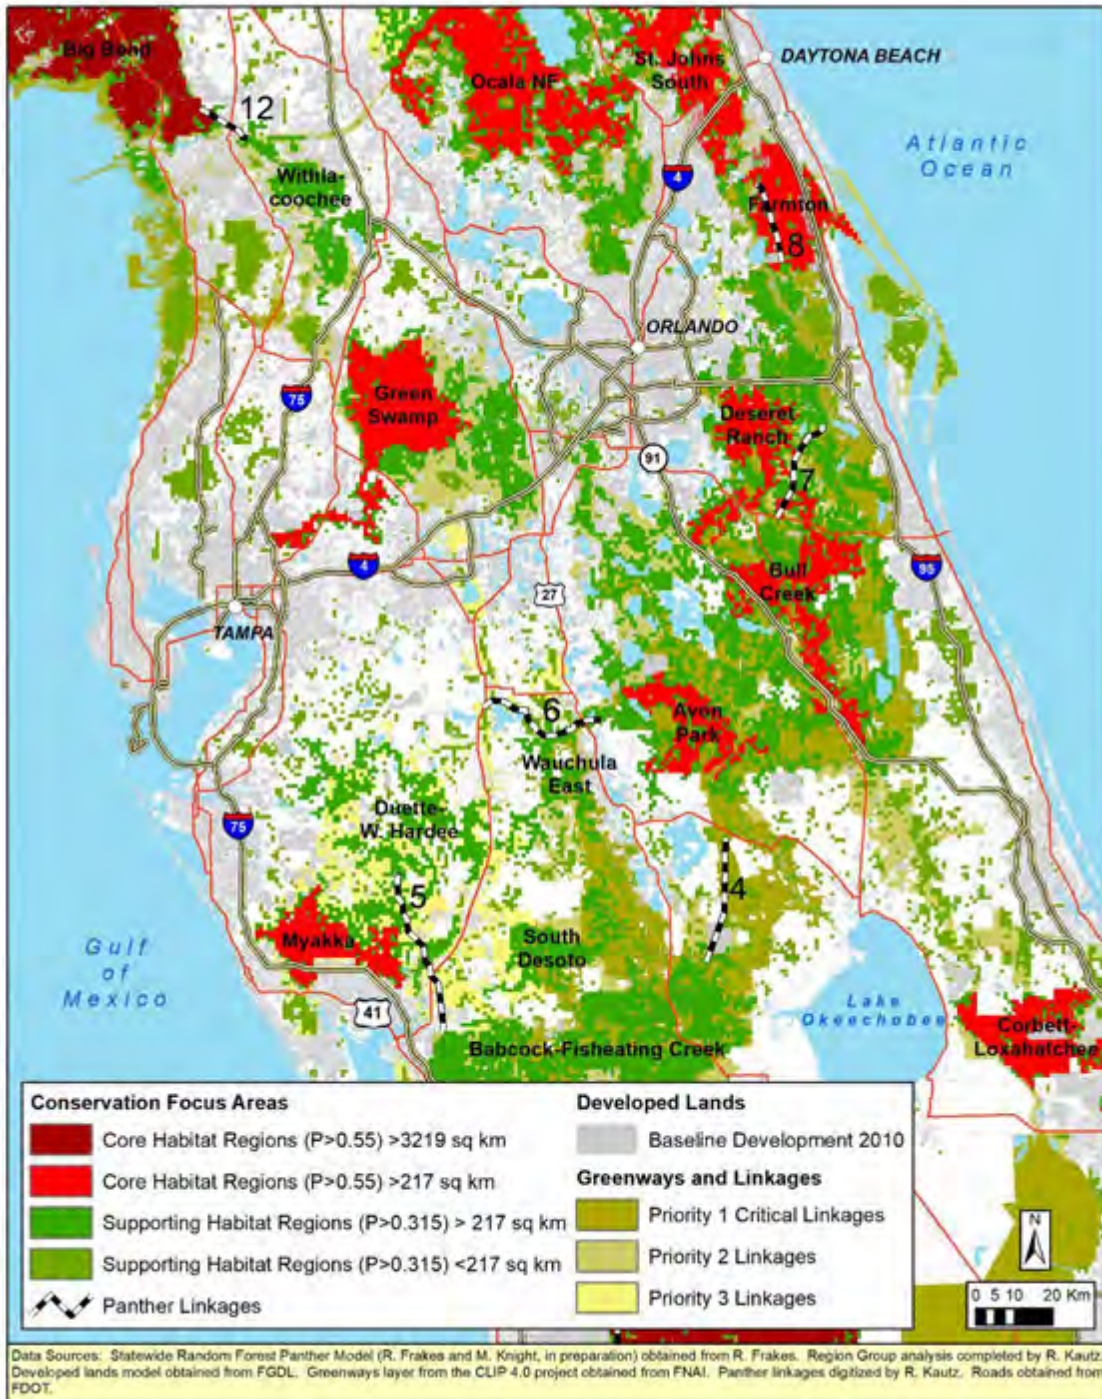 Big Bend
12
Ocala NF
St. Johns
South
DAYTONA BEACH
Atlantic
Ocean
4
Withla-
coochee
Farmton
8
ORLANDO
75
Green
Swamp
Deseret
Ranch
91
7
4
27
Bull
Creek
95
TAMPA
6
Avon
Park
Wauchula
East
Duette-
W. Hardee
75
5
4
Myakka
South
Desoto
Gulf
of
Mexico
41
Lake
Okeechobee
Corbett-
Loxahatchee
Babcock-Fisheating Creek
Conservation Focus Areas
Core Habitat Regions (P>0.55) >3219 sq km
Core Habitat Regions (P>0.55) >217 sq km
Supporting Habitat Regions (P>0.315) > 217 sq km
Supporting Habitat Regions (P>0.315) <217 sq km
Panther Linkages
Developed Lands
Baseline Development 2010
Greenways and Linkages
Priority 1 Critical Linkages
Priority 2 Linkages
Priority 3 Linkages
N
0 5 10 20 Km
Data Sources: Statewide Random Forest Panther Model (R. Frakes and M. Knight, in preparation) obtained from R. Frakes. Region Group analysis completed by R. Kautz.
Developed lands model obtained from FGDL. Greenways layer from the CLIP 4.0 project obtained from FNAI. Panther linkages digitized by R. Kautz. Roads obtained from
FDOT.